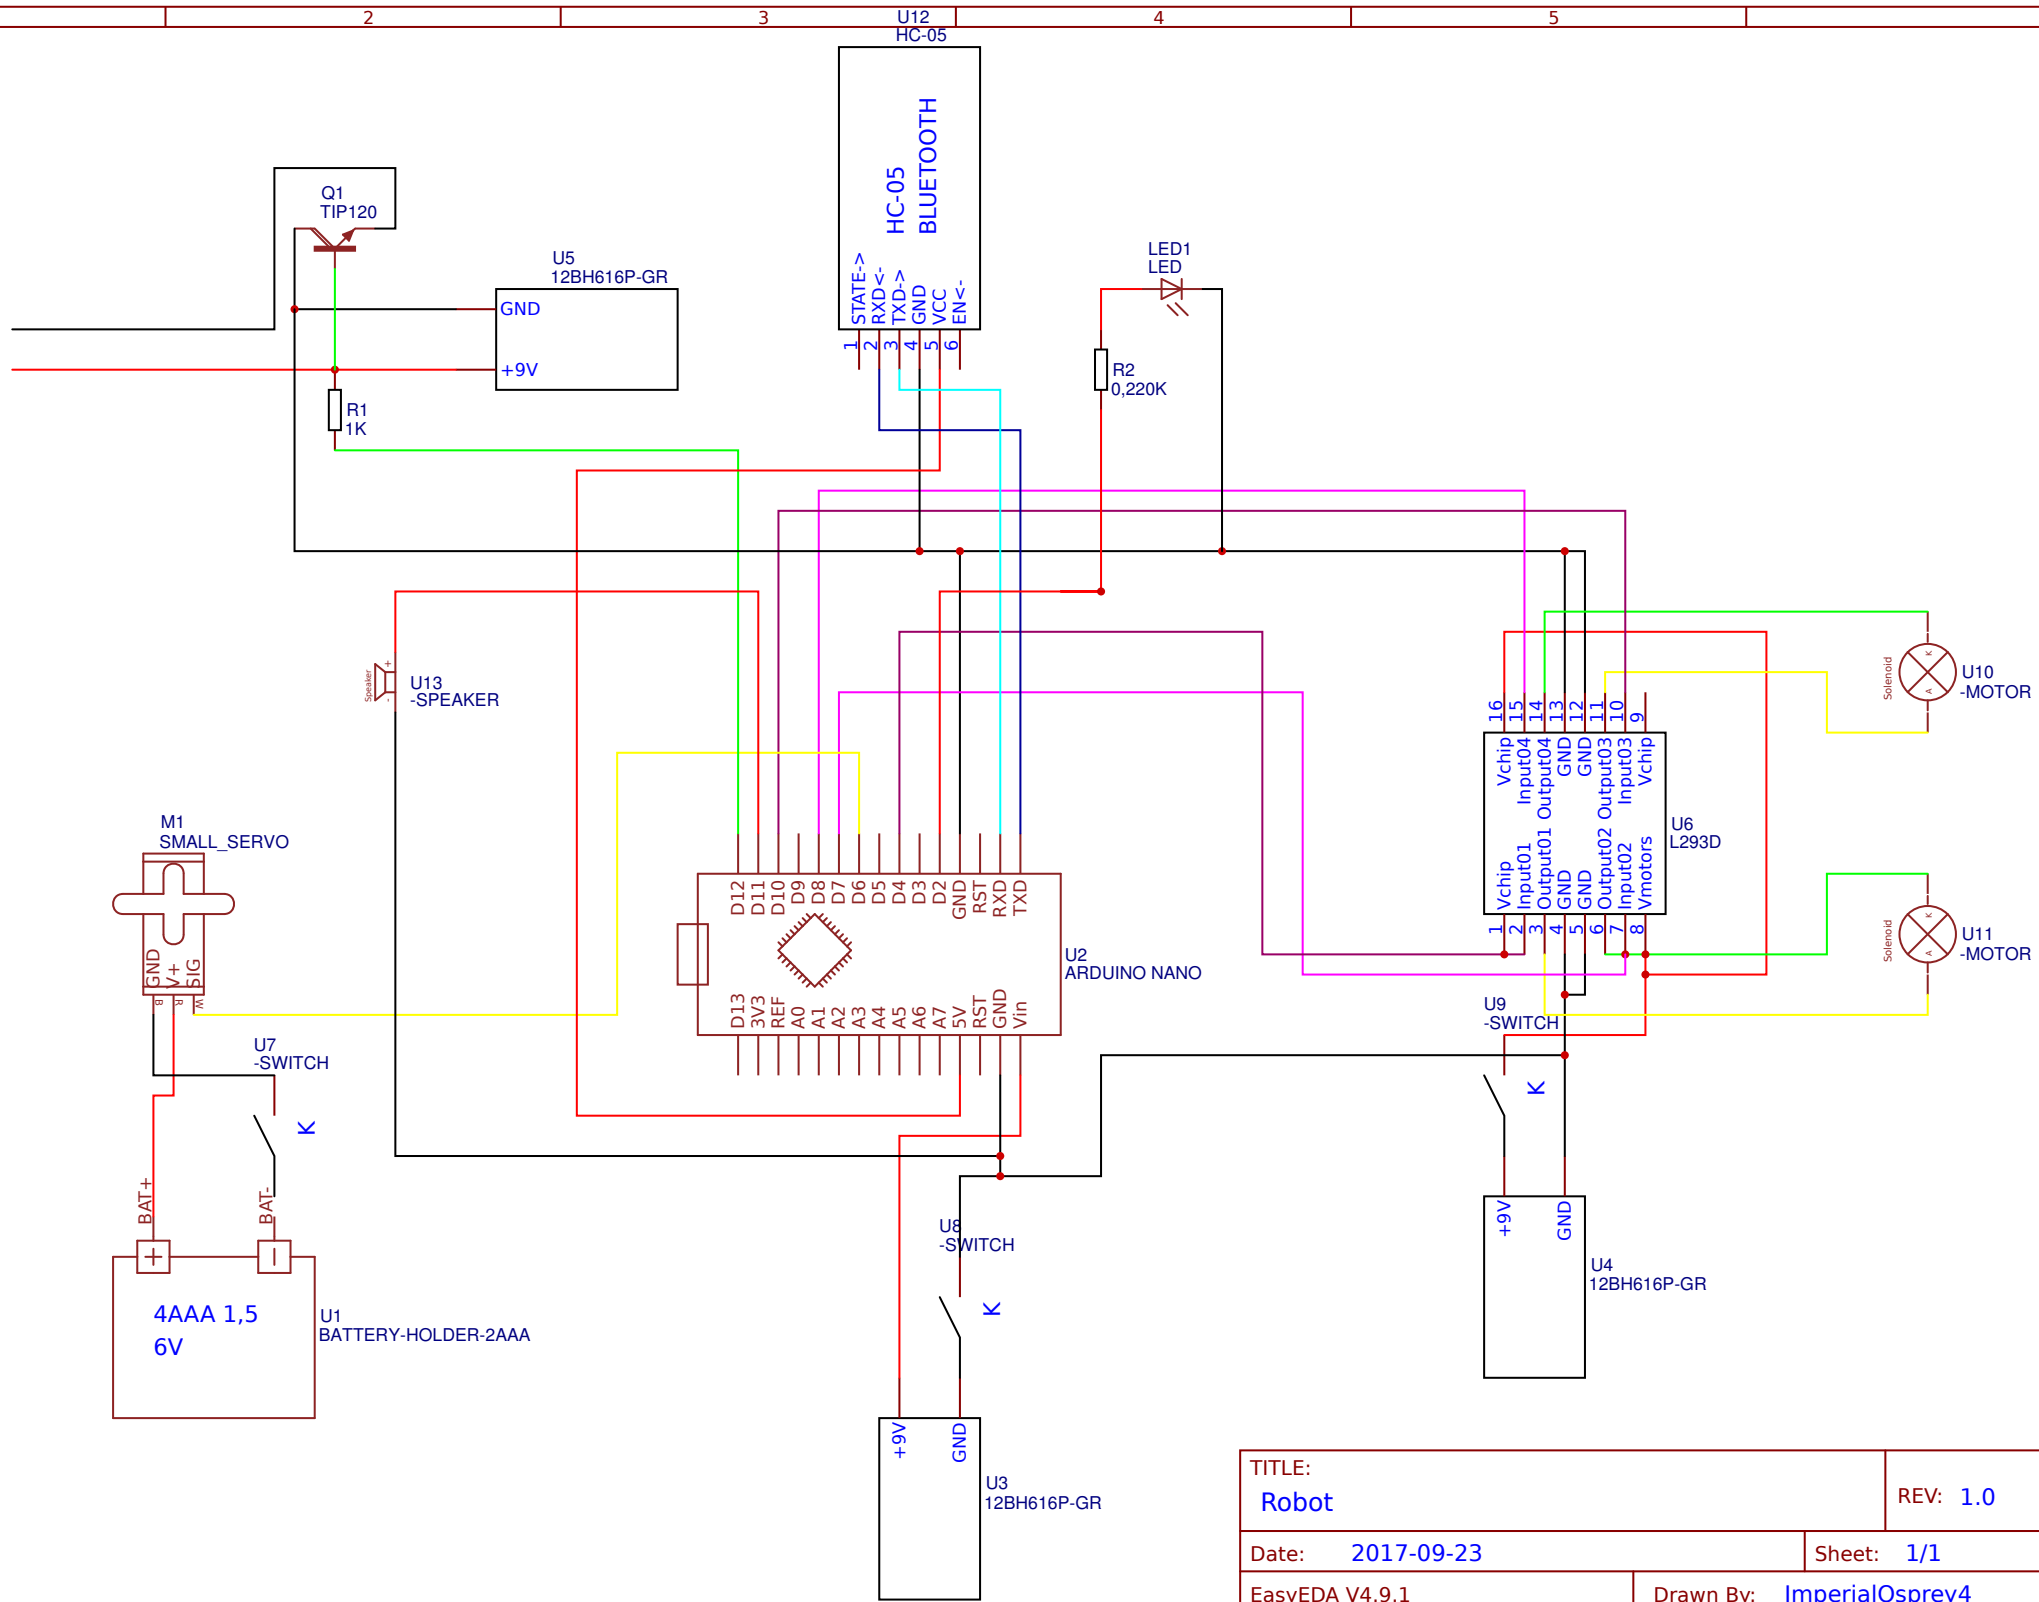 2
3
4
5
U12
HC-05
HC-05
BLUETOOTH
STATE->
RXD<-
TXD->
GND
VCC
EN<-
1
2
3
4
5
6
Q1
TIP120
U5
12BH616P-GR
GND
+9V
R1
1K
LED1
LED
R2
0,220K
Speaker
+
-
U13
-SPEAKER
M1
SMALL_SERVO
GND
V+
SIG
B
R
W
U7
-SWITCH
K
BAT+
BAT-
4AAA 1,5
6V
U1
BATTERY-HOLDER-2AAA
D12
D11
D10
D9
D8
D7
D6
D5
D4
D3
D2
GND
RST
RXD
TXD
U2
ARDUINO NANO
D13
3V3
REF
A0
A1
A2
A3
A4
A5
A6
A7
5V
RST
GND
Vin
U8
-SWITCH
K
+9V
GND
U3
12BH616P-GR
16
15
14
13
12
11
10
9
Vchip
Input04
Output04
GND
GND
Output03
Input03
Vchip
U6
L293D
Vchip
Input01
Output01
GND
GND
Output02
Input02
Vmotors
1
2
3
4
5
6
7
8
Solenoid
K
A
U10
-MOTOR
Solenoid
K
A
U11
-MOTOR
U9
-SWITCH
K
+9V
GND
U4
12BH616P-GR
TITLE:
Robot
REV: 1.0
Date: 2017-09-23
Sheet: 1/1
EasyEDA V4.9.1
Drawn By: ImperialOsprey4